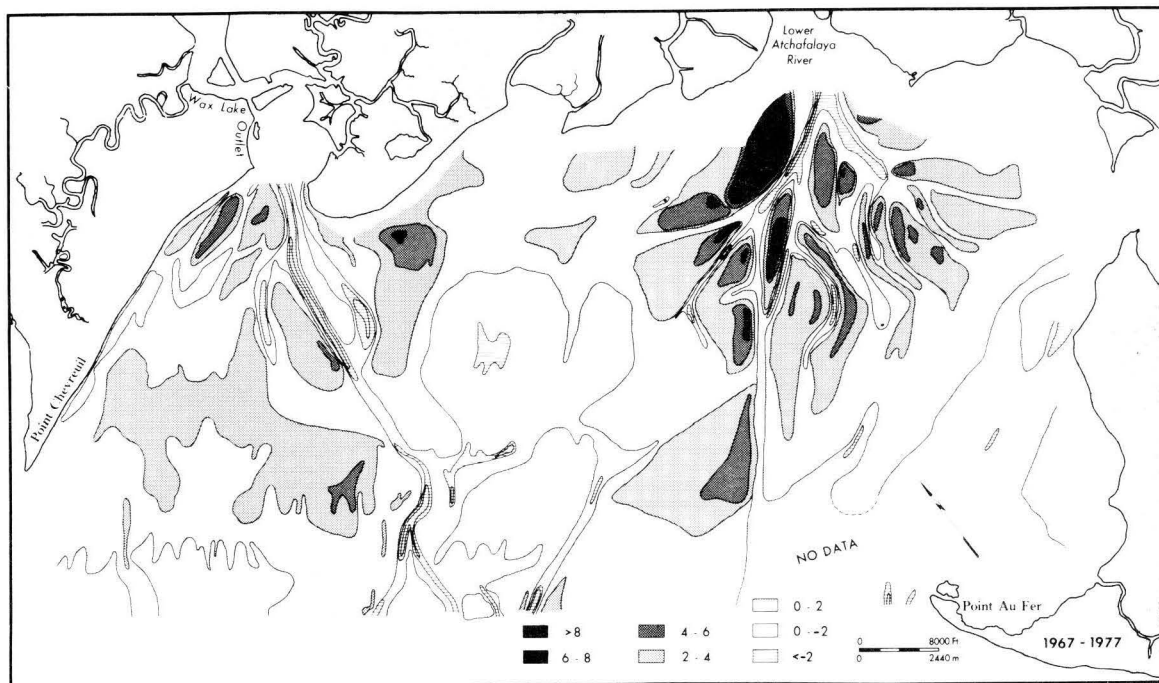 Lower
Atchafalaya
River
Wax Lake
Outlet
Point Chevreuil
NO DATA
Point Au Fer
>8
6 - 8
4 - 6
2 - 4
0 - 2
0 - -2
<-2
0 8000 Ft
0 2440 m
1967 - 1977